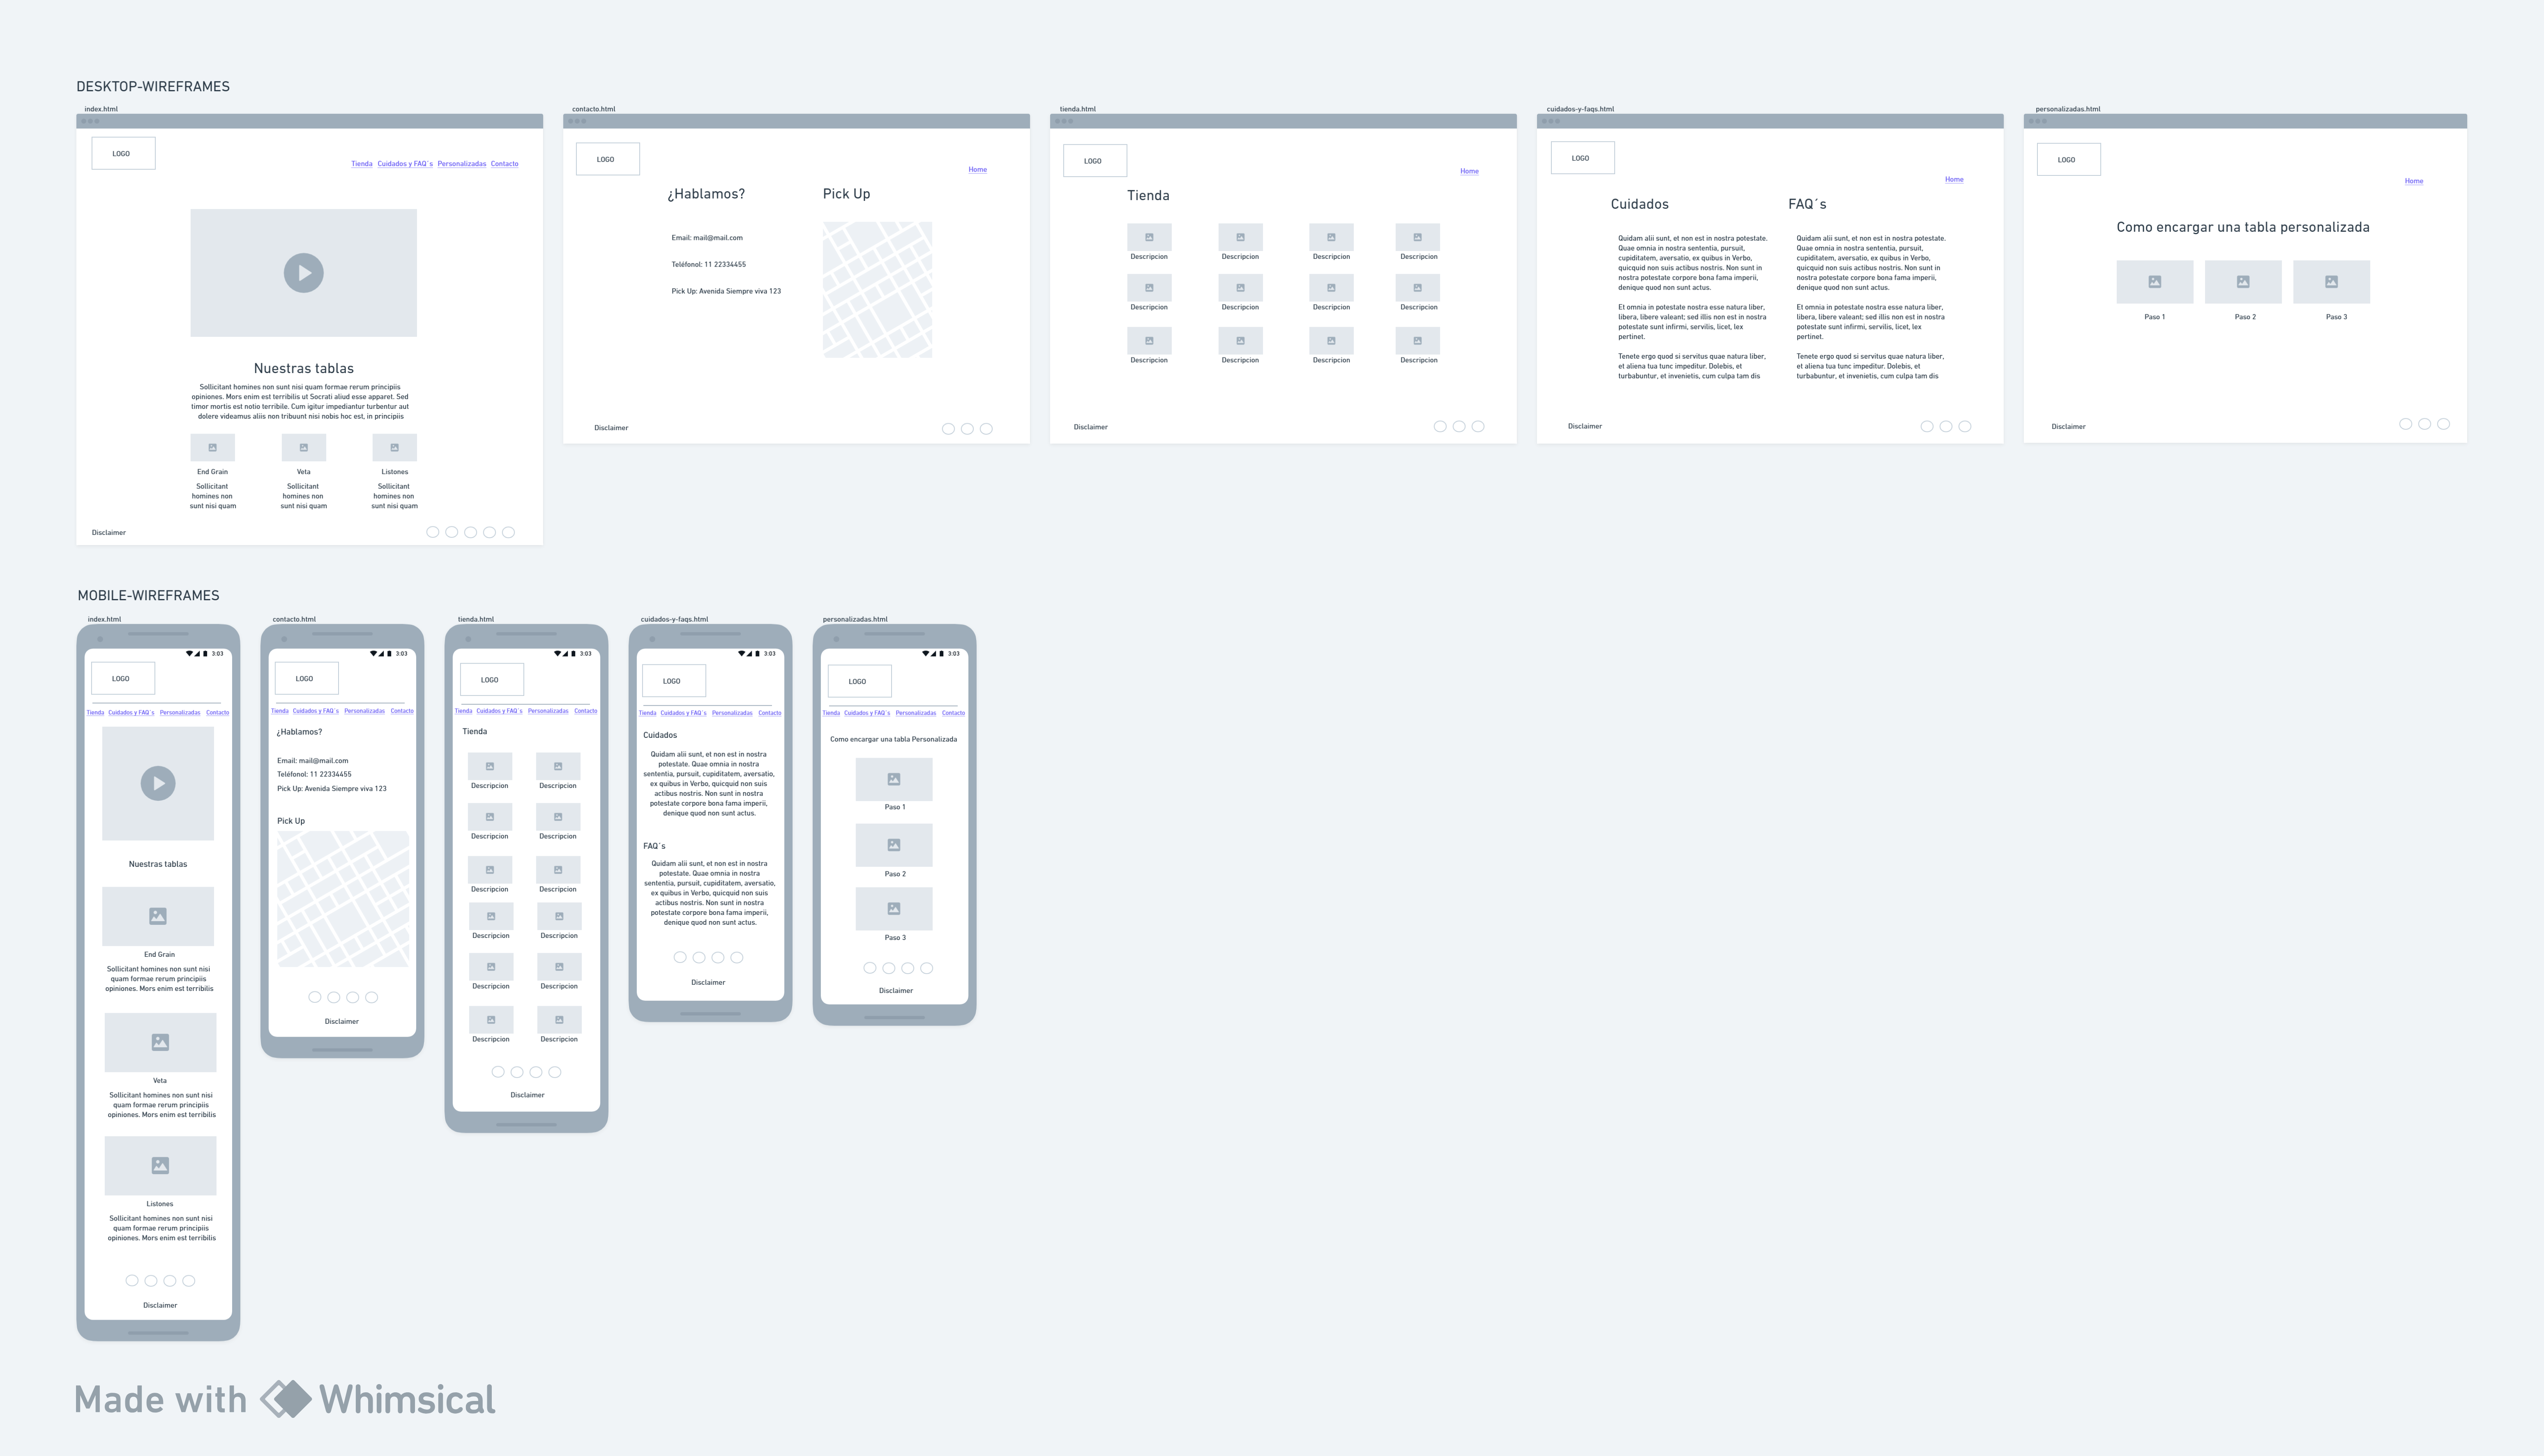 DESKTOP-WIREFRAMES
index.html
LOGO
Tienda Cuidados y FAQ´s Personalizadas Contacto
Nuestras tablas
Sollicitant homines non sunt nisi quam formae rerum principiis
opiniones. Mors enim est terribilis ut Socrati aliud esse apparet. Sed
timor mortis est notio terribile. Cum igitur impediantur turbentur aut
dolere videamus aliis non tribuunt nisi nobis hoc est, in principiis
End Grain
Sollicitant
homines non
sunt nisi quam
Veta
Sollicitant
homines non
sunt nisi quam
Listones
Sollicitant
homines non
sunt nisi quam
Disclaimer
contacto.html
LOGO
Home
¿Hablamos?
Email: mail@mail.com
Teléfonol: 11 22334455
Pick Up: Avenida Siempre viva 123
Pick Up
Disclaimer
tienda.html
LOGO
Home
Tienda
Descripcion Descripcion Descripcion Descripcion
Descripcion Descripcion Descripcion Descripcion
Descripcion Descripcion Descripcion Descripcion
Disclaimer
cuidados-y-faqs.html
LOGO
Home
Cuidados
Quidam alii sunt, et non est in nostra potestate.
Quae omnia in nostra sententia, pursuit,
cupiditatem, aversatio, ex quibus in Verbo,
quicquid non suis actibus nostris. Non sunt in
nostra potestate corpore bona fama imperii,
denique quod non sunt actus.
Et omnia in potestate nostra esse natura liber,
libera, libere valeant; sed illis non est in nostra
potestate sunt infirmi, servilis, licet, lex
pertinet.
Tenete ergo quod si servitus quae natura liber,
et aliena tua tunc impeditur. Dolebis, et
turbabuntur, et invenietis, cum culpa tam dis
FAQ´s
Quidam alii sunt, et non est in nostra potestate.
Quae omnia in nostra sententia, pursuit,
cupiditatem, aversatio, ex quibus in Verbo,
quicquid non suis actibus nostris. Non sunt in
nostra potestate corpore bona fama imperii,
denique quod non sunt actus.
Et omnia in potestate nostra esse natura liber,
libera, libere valeant; sed illis non est in nostra
potestate sunt infirmi, servilis, licet, lex
pertinet.
Tenete ergo quod si servitus quae natura liber,
et aliena tua tunc impeditur. Dolebis, et
turbabuntur, et invenietis, cum culpa tam dis
Disclaimer
personalizadas.html
LOGO
Home
Como encargar una tabla personalizada
Paso 1 Paso 2 Paso 3
Disclaimer
MOBILE-WIREFRAMES
index.html
3:03
LOGO
Tienda Cuidados y FAQ´s Personalizadas Contacto
Nuestras tablas
End Grain
Sollicitant homines non sunt nisi
quam formae rerum principiis
opiniones. Mors enim est terribilis
Veta
Sollicitant homines non sunt nisi
quam formae rerum principiis
opiniones. Mors enim est terribilis
Listones
Sollicitant homines non sunt nisi
quam formae rerum principiis
opiniones. Mors enim est terribilis
Disclaimer
contacto.html
3:03
LOGO
Tienda Cuidados y FAQ´s Personalizadas Contacto
¿Hablamos?
Email: mail@mail.com
Teléfonol: 11 22334455
Pick Up: Avenida Siempre viva 123
Pick Up
Disclaimer
tienda.html
3:03
LOGO
Tienda Cuidados y FAQ´s Personalizadas Contacto
Tienda
Descripcion Descripcion
Descripcion Descripcion
Descripcion Descripcion
Descripcion Descripcion
Descripcion Descripcion
Descripcion Descripcion
Disclaimer
cuidados-y-faqs.html
3:03
LOGO
Tienda Cuidados y FAQ´s Personalizadas Contacto
Cuidados
Quidam alii sunt, et non est in nostra
potestate. Quae omnia in nostra
sententia, pursuit, cupiditatem, aversatio,
ex quibus in Verbo, quicquid non suis
actibus nostris. Non sunt in nostra
potestate corpore bona fama imperii,
denique quod non sunt actus.
FAQ´s
Quidam alii sunt, et non est in nostra
potestate. Quae omnia in nostra
sententia, pursuit, cupiditatem, aversatio,
ex quibus in Verbo, quicquid non suis
actibus nostris. Non sunt in nostra
potestate corpore bona fama imperii,
denique quod non sunt actus.
Disclaimer
personalizadas.html
3:03
LOGO
Tienda Cuidados y FAQ´s Personalizadas Contacto
Como encargar una tabla Personalizada
Paso 1
Paso 2
Paso 3
Disclaimer
Made with Whimsical